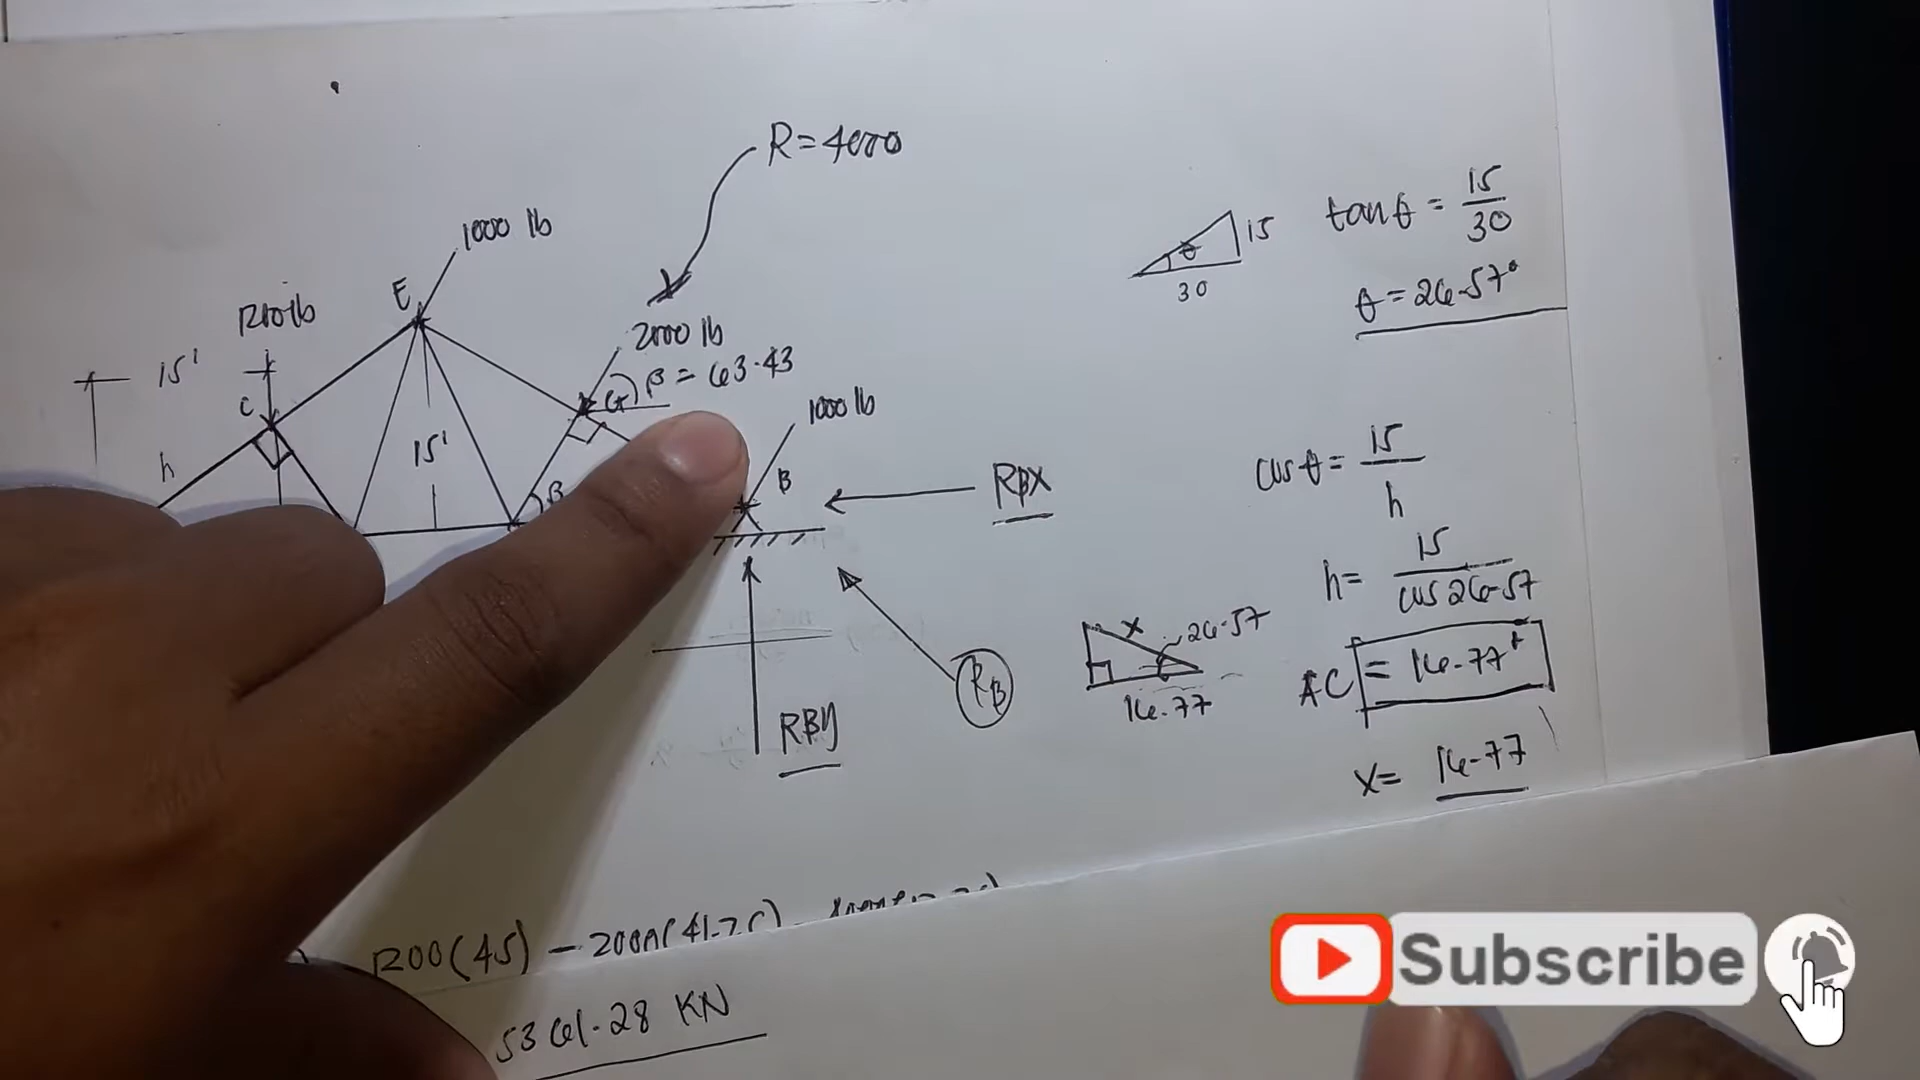 R = 4000
1000 lb
E
1200 lb
15'
C
h
15'
2000 lb
β = 63.43
G
β
1000 lb
B
RBX
RBY
RB
15
30
θ
tan θ = 15/30
θ = 26.57°
cos θ = 15/h
h = 15/cos 26.57
AC = 16.77'
x
26.57
16.77
x = 16.77
1200(45) - 2000(
5361.28 KN
Subscribe